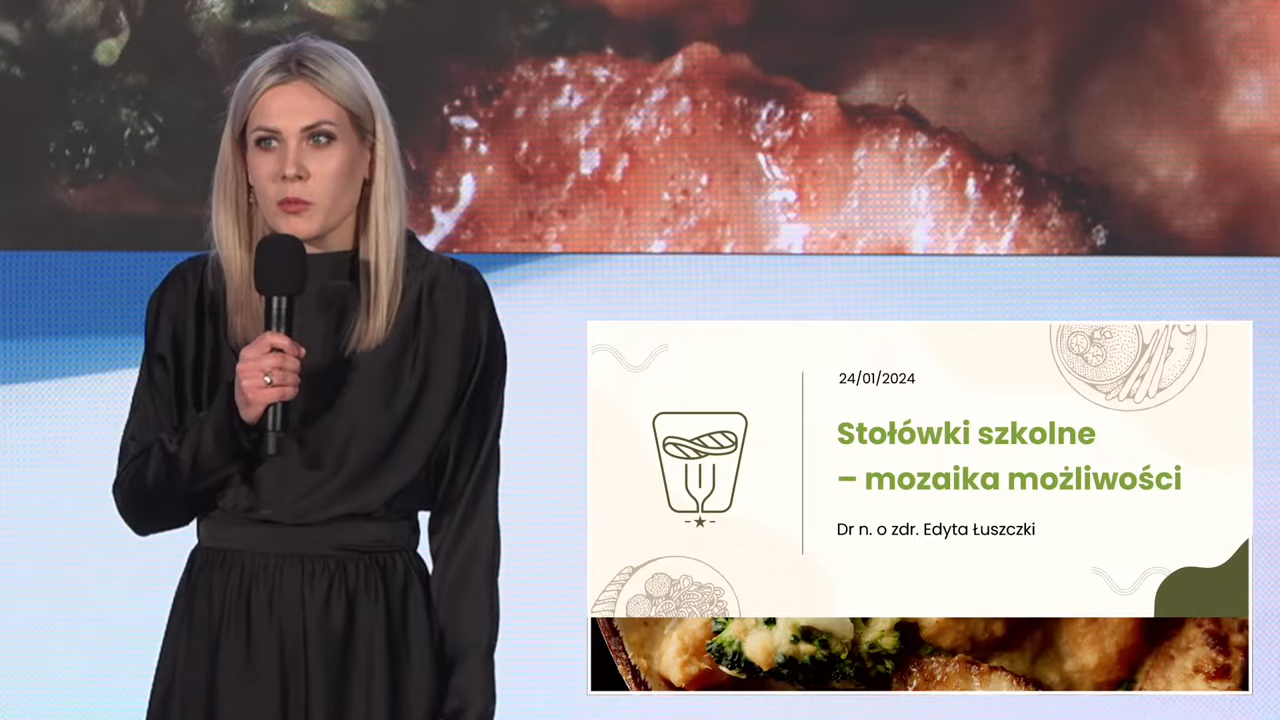 24/01/2024
Stołówki szkolne
– mozaika możliwości
Dr n. o zdr. Edyta Łuszczki